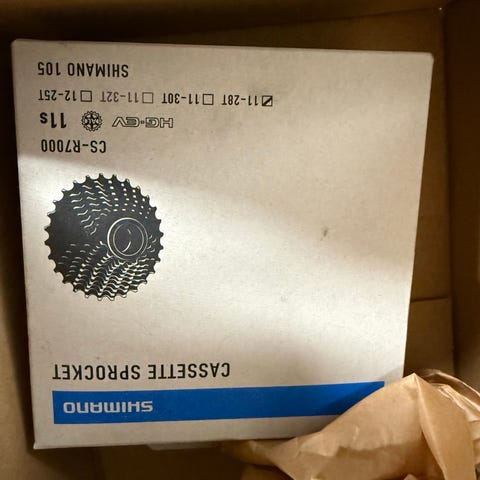 SHIMANO
CASSETTE SPROCKET
CS-R7000
HG-EV 11s
11-28T 11-30T 11-32T 12-25T
SHIMANO 105